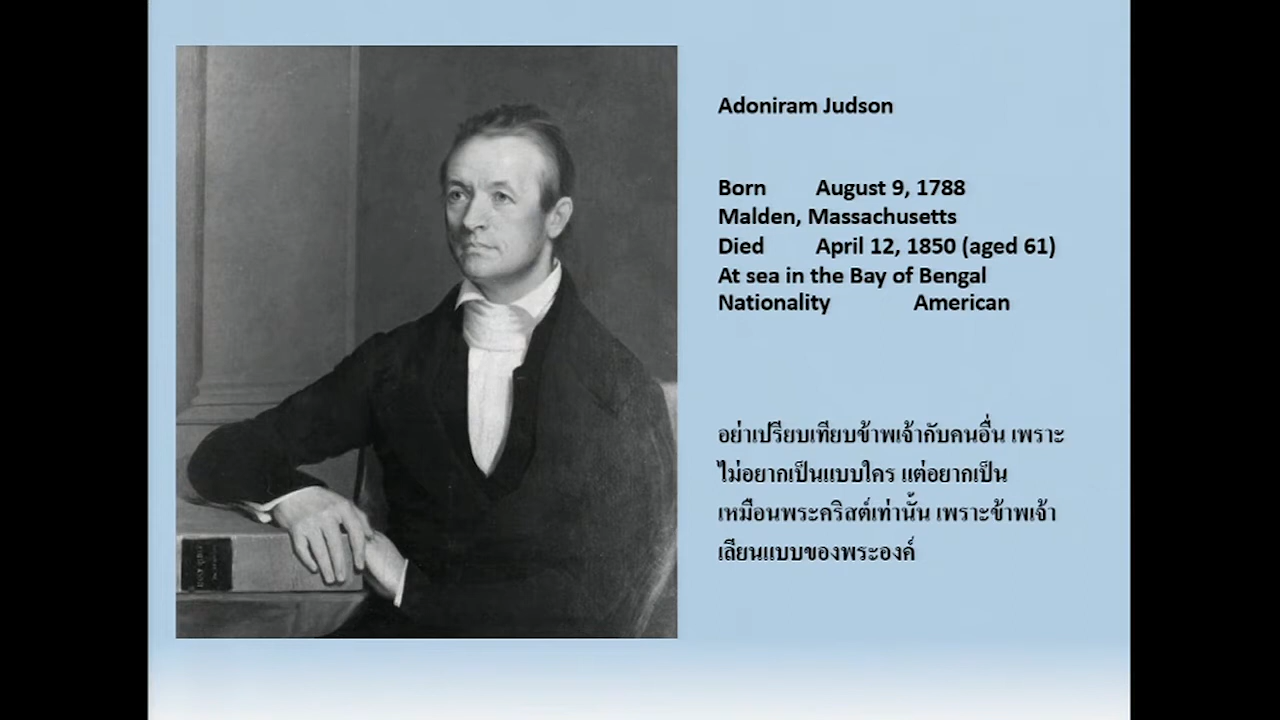 Adoniram Judson
Born August 9, 1788
Malden, Massachusetts
Died April 12, 1850 (aged 61)
At sea in the Bay of Bengal
Nationality American
อย่าเปรียบเทียบข้าพเจ้ากับคนอื่น เพราะ
ไม่อยากเป็นแบบใคร แต่อยากเป็น
เหมือนพระคริสต์เท่านั้น เพราะข้าพเจ้า
เลียนแบบของพระองค์